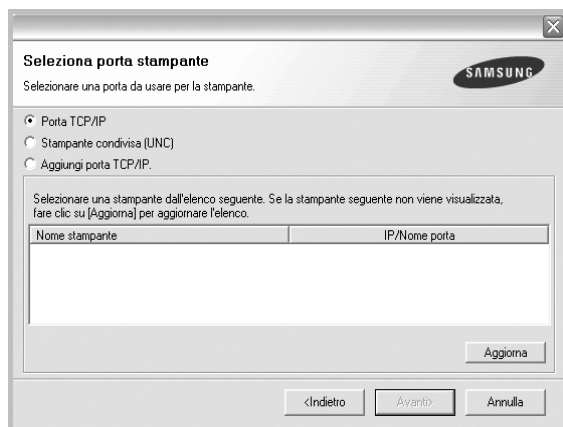 Seleziona porta stampante
Selezionare una porta da usare per la stampante.
SAMSUNG
Porta TCP/IP
Stampante condivisa (UNC)
Aggiungi porta TCP/IP.
Selezionare una stampante dall'elenco seguente. Se la stampante seguente non viene visualizzata,
fare clic su [Aggiorna] per aggiornare l'elenco.
Nome stampante IP/Nome porta
Aggiorna
<Indietro Avanti> Annulla